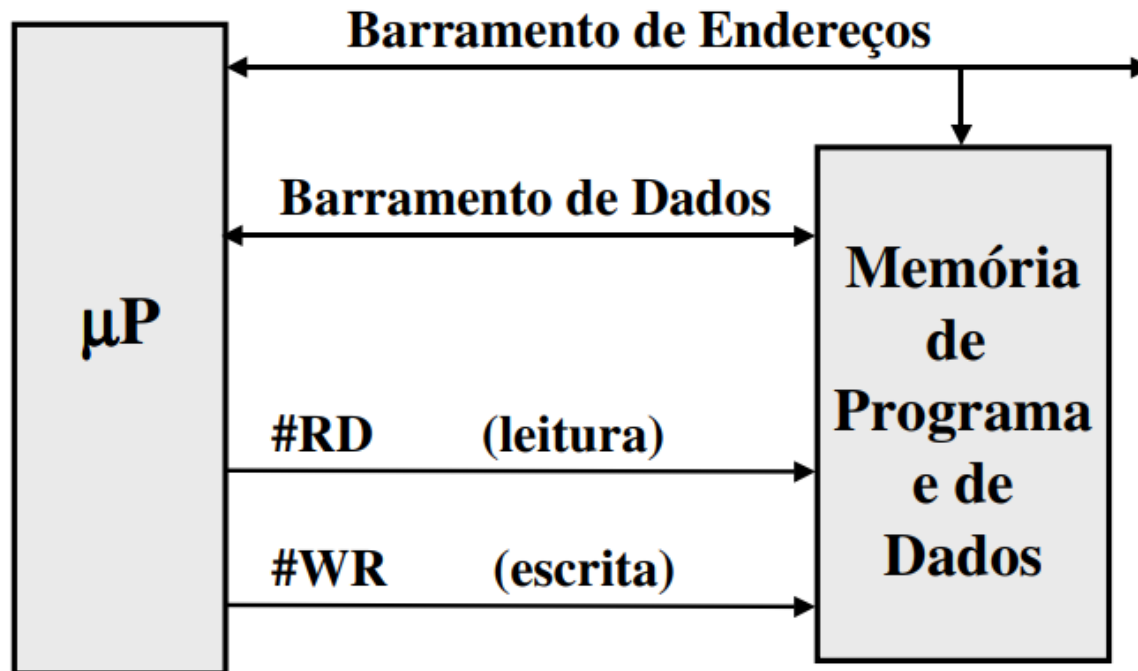 Barramento de Endereços
Barramento de Dados
µP
Memória
de
Programa
e de
Dados
#RD (leitura)
#WR (escrita)